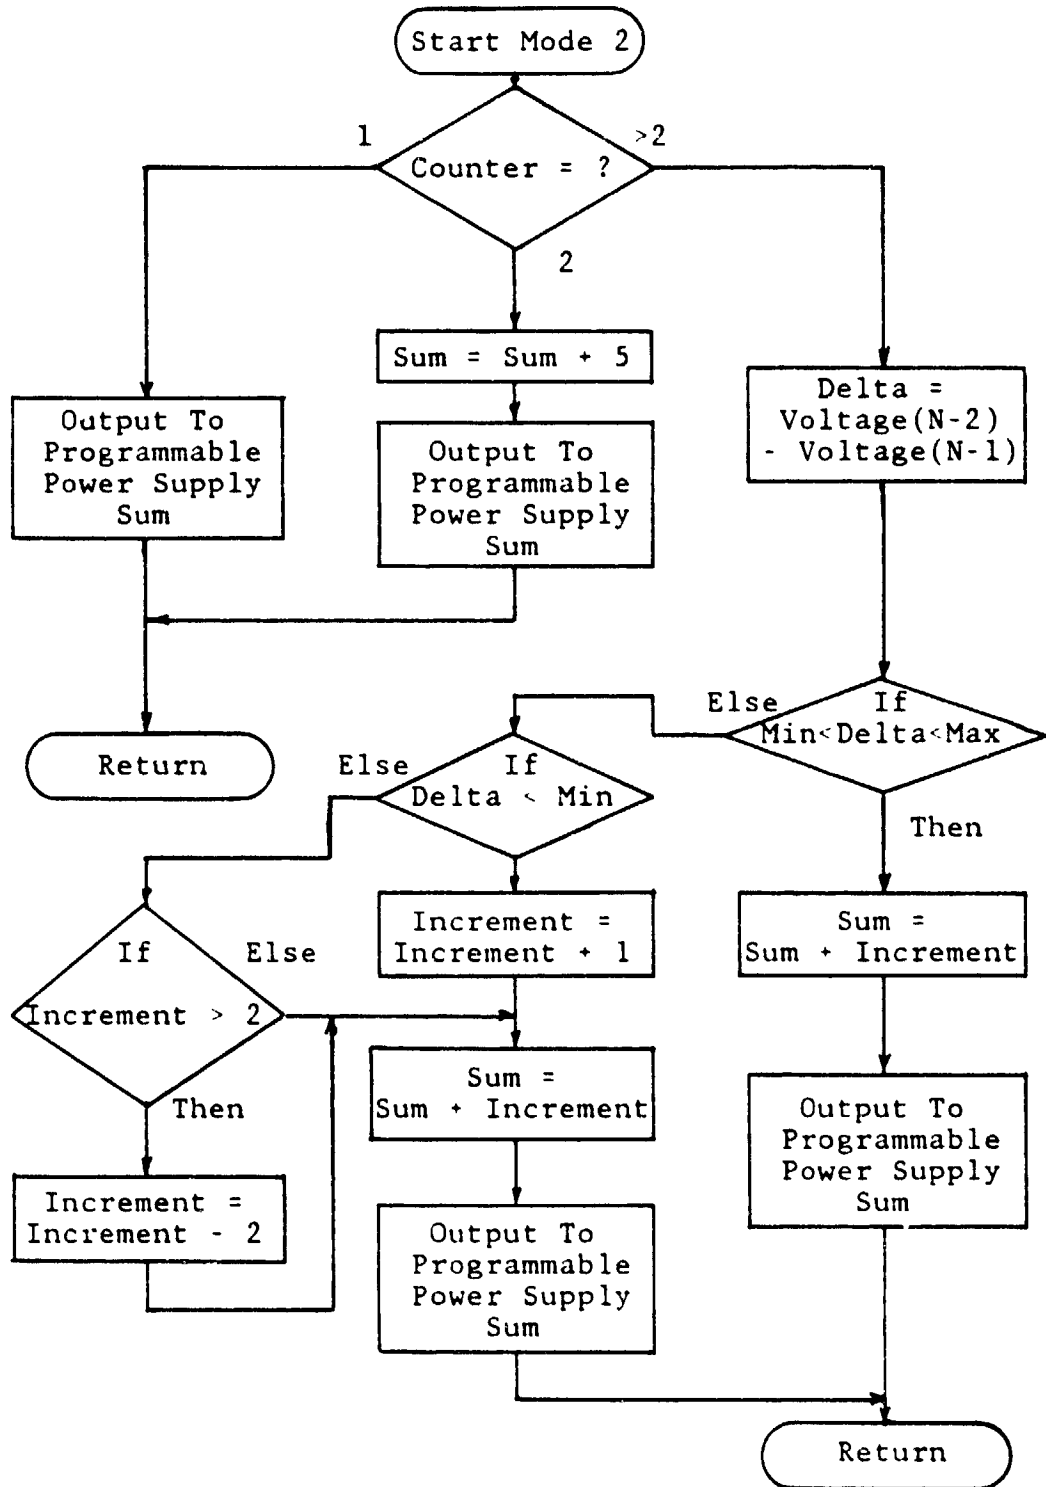 Start Mode 2
Counter = ?
1
>2
2
Sum = Sum + 5
Output To
Programmable
Power Supply
Sum
Output To
Programmable
Power Supply
Sum
Delta =
Voltage(N-2)
- Voltage(N-1)
Return
Else
If
Min<Delta<Max
Then
Else
If
Delta < Min
Increment =
Increment + 1
Sum =
Sum + Increment
If
Else
Increment > 2
Then
Increment =
Increment - 2
Sum =
Sum + Increment
Output To
Programmable
Power Supply
Sum
Output To
Programmable
Power Supply
Sum
Return